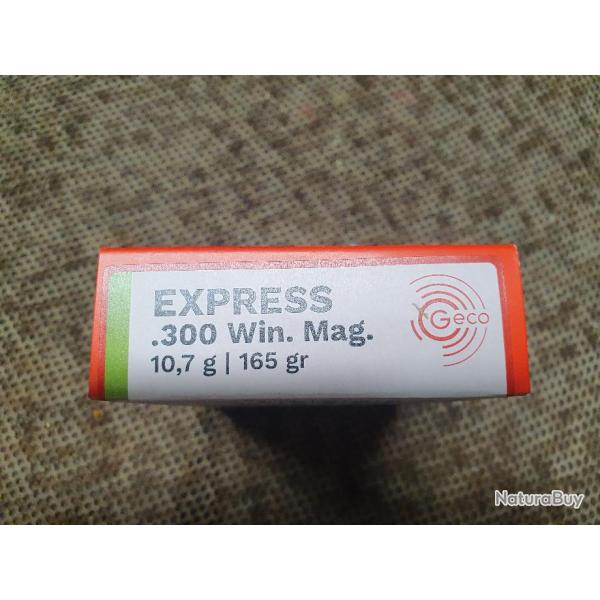 EXPRESS
.300 Win. Mag.
10,7 g | 165 gr
Geco
NaturaBuy